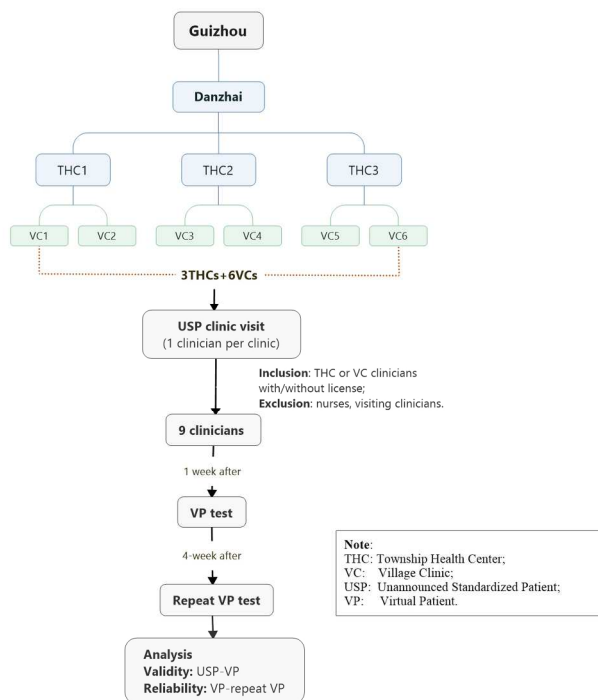 Guizhou
Danzhai
THC1 THC2 THC3
VC1 VC2 VC3 VC4 VC5 VC6
3THCs+6VCs
USP clinic visit
(1 clinician per clinic)
Inclusion: THC or VC clinicians
with/without license;
Exclusion: nurses, visiting clinicians.
9 clinicians
1 week after
VP test
4-week after
Repeat VP test
Note:
THC: Township Health Center;
VC: Village Clinic;
USP: Unannounced Standardized Patient;
VP: Virtual Patient.
Analysis
Validity: USP-VP
Reliability: VP-repeat VP